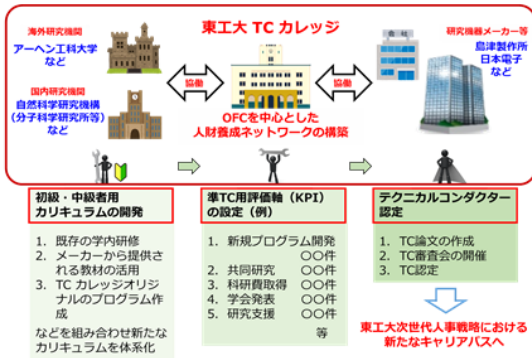 東工大 TC カレッジ
海外研究機関
アーヘン工科大学
など
国内研究機関
自然科学研究機構
(分子科学研究所等)
など
協働
協働
OFCを中心とした
人財養成ネットワークの構築
研究機器メーカー等
島津製作所
日本電子
など
会社
初級・中級者用
カリキュラムの開発
1. 既存の学内研修
2. メーカーから提供
される教材の活用
3. TC カレッジオリジ
ナルのプログラム作
成
などを組み合わせ新たな
カリキュラムを体系化
準TC用評価軸（KPI）
の設定（例）
1. 新規プログラム開発
〇〇件
2. 共同研究 〇〇件
3. 科研費取得 〇〇件
4. 学会発表 〇〇件
5. 研究支援 〇〇件
等
テクニカルコンダクター
認定
1. TC論文の作成
2. TC審査会の開催
3. TC認定
東工大次世代人事戦略における
新たなキャリアパスへ